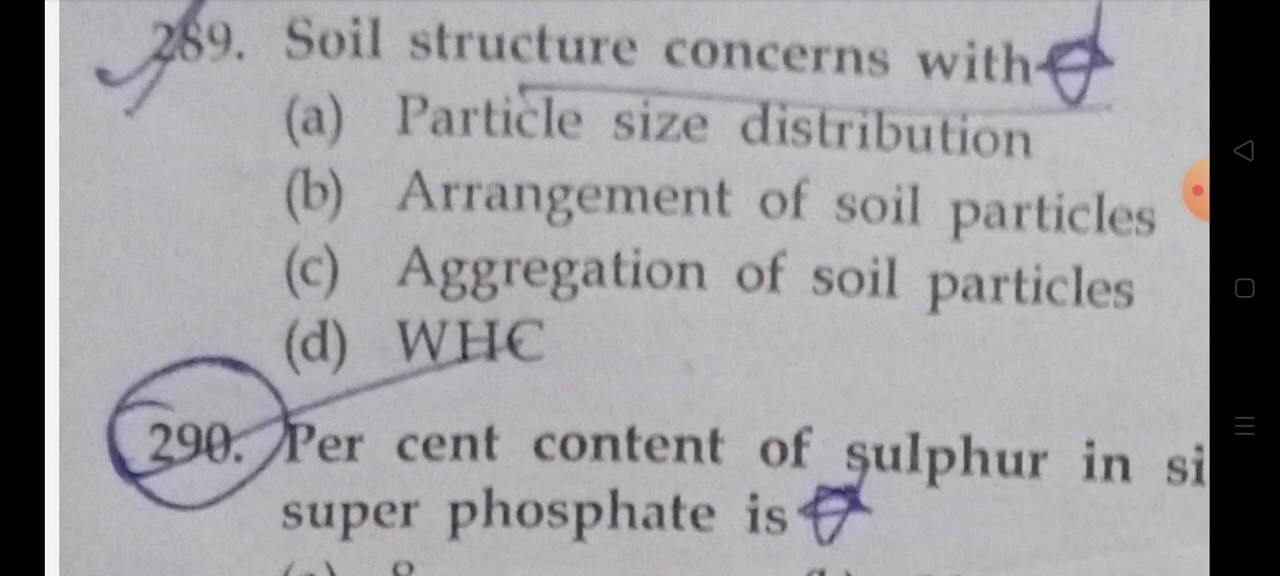 289. Soil structure concerns with
(a) Particle size distribution
(b) Arrangement of soil particles
(c) Aggregation of soil particles
(d) WHC
290. Per cent content of sulphur in si
super phosphate is